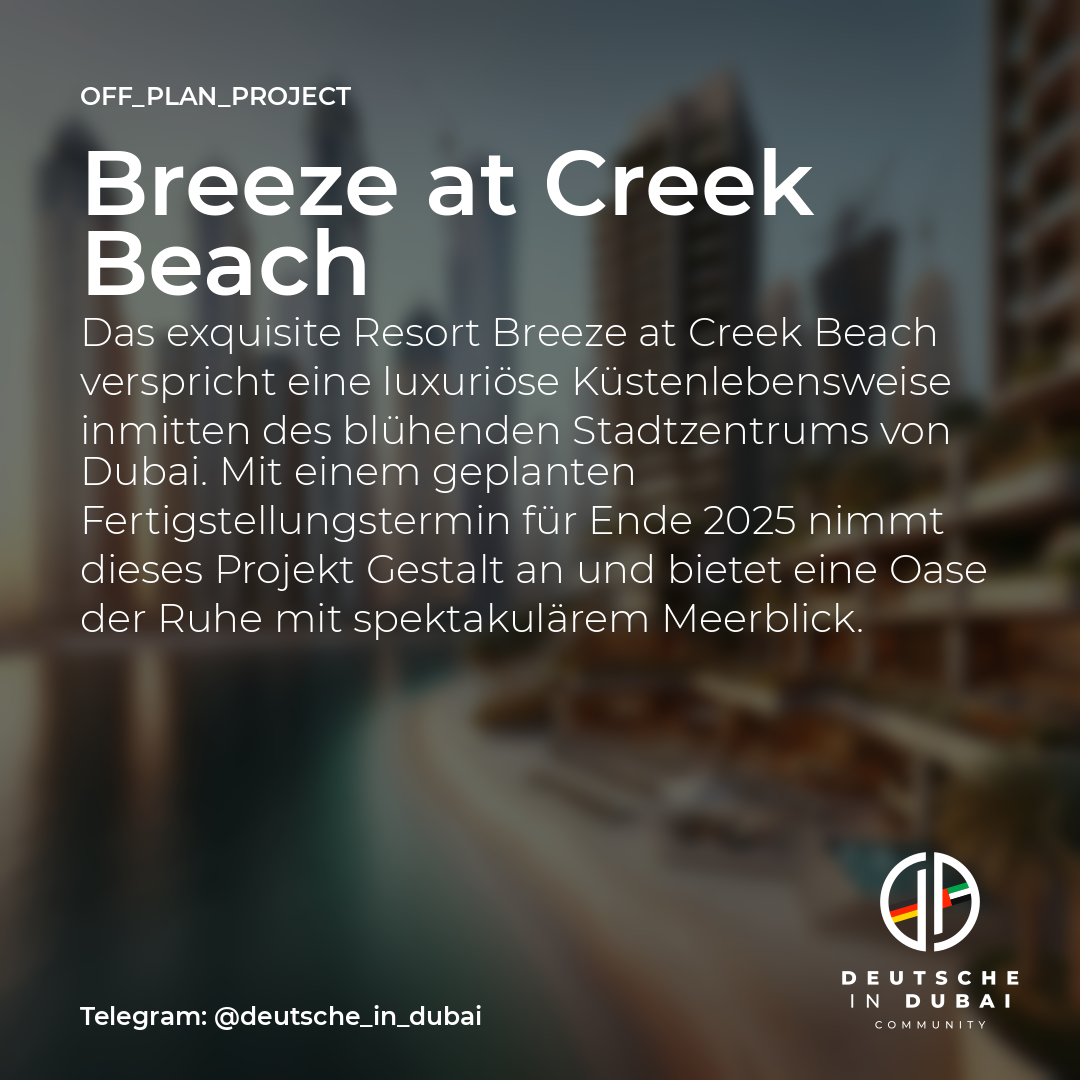 OFF_PLAN_PROJECT
Breeze at Creek
Beach
Das exquisite Resort Breeze at Creek Beach
verspricht eine luxuriöse Küstenlebensweise
inmitten des blühenden Stadtzentrums von
Dubai. Mit einem geplanten
Fertigstellungstermin für Ende 2025 nimmt
dieses Projekt Gestalt an und bietet eine Oase
der Ruhe mit spektakulärem Meerblick.
DEUTSCHE
IN DUBAI
COMMUNITY
Telegram: @deutsche_in_dubai